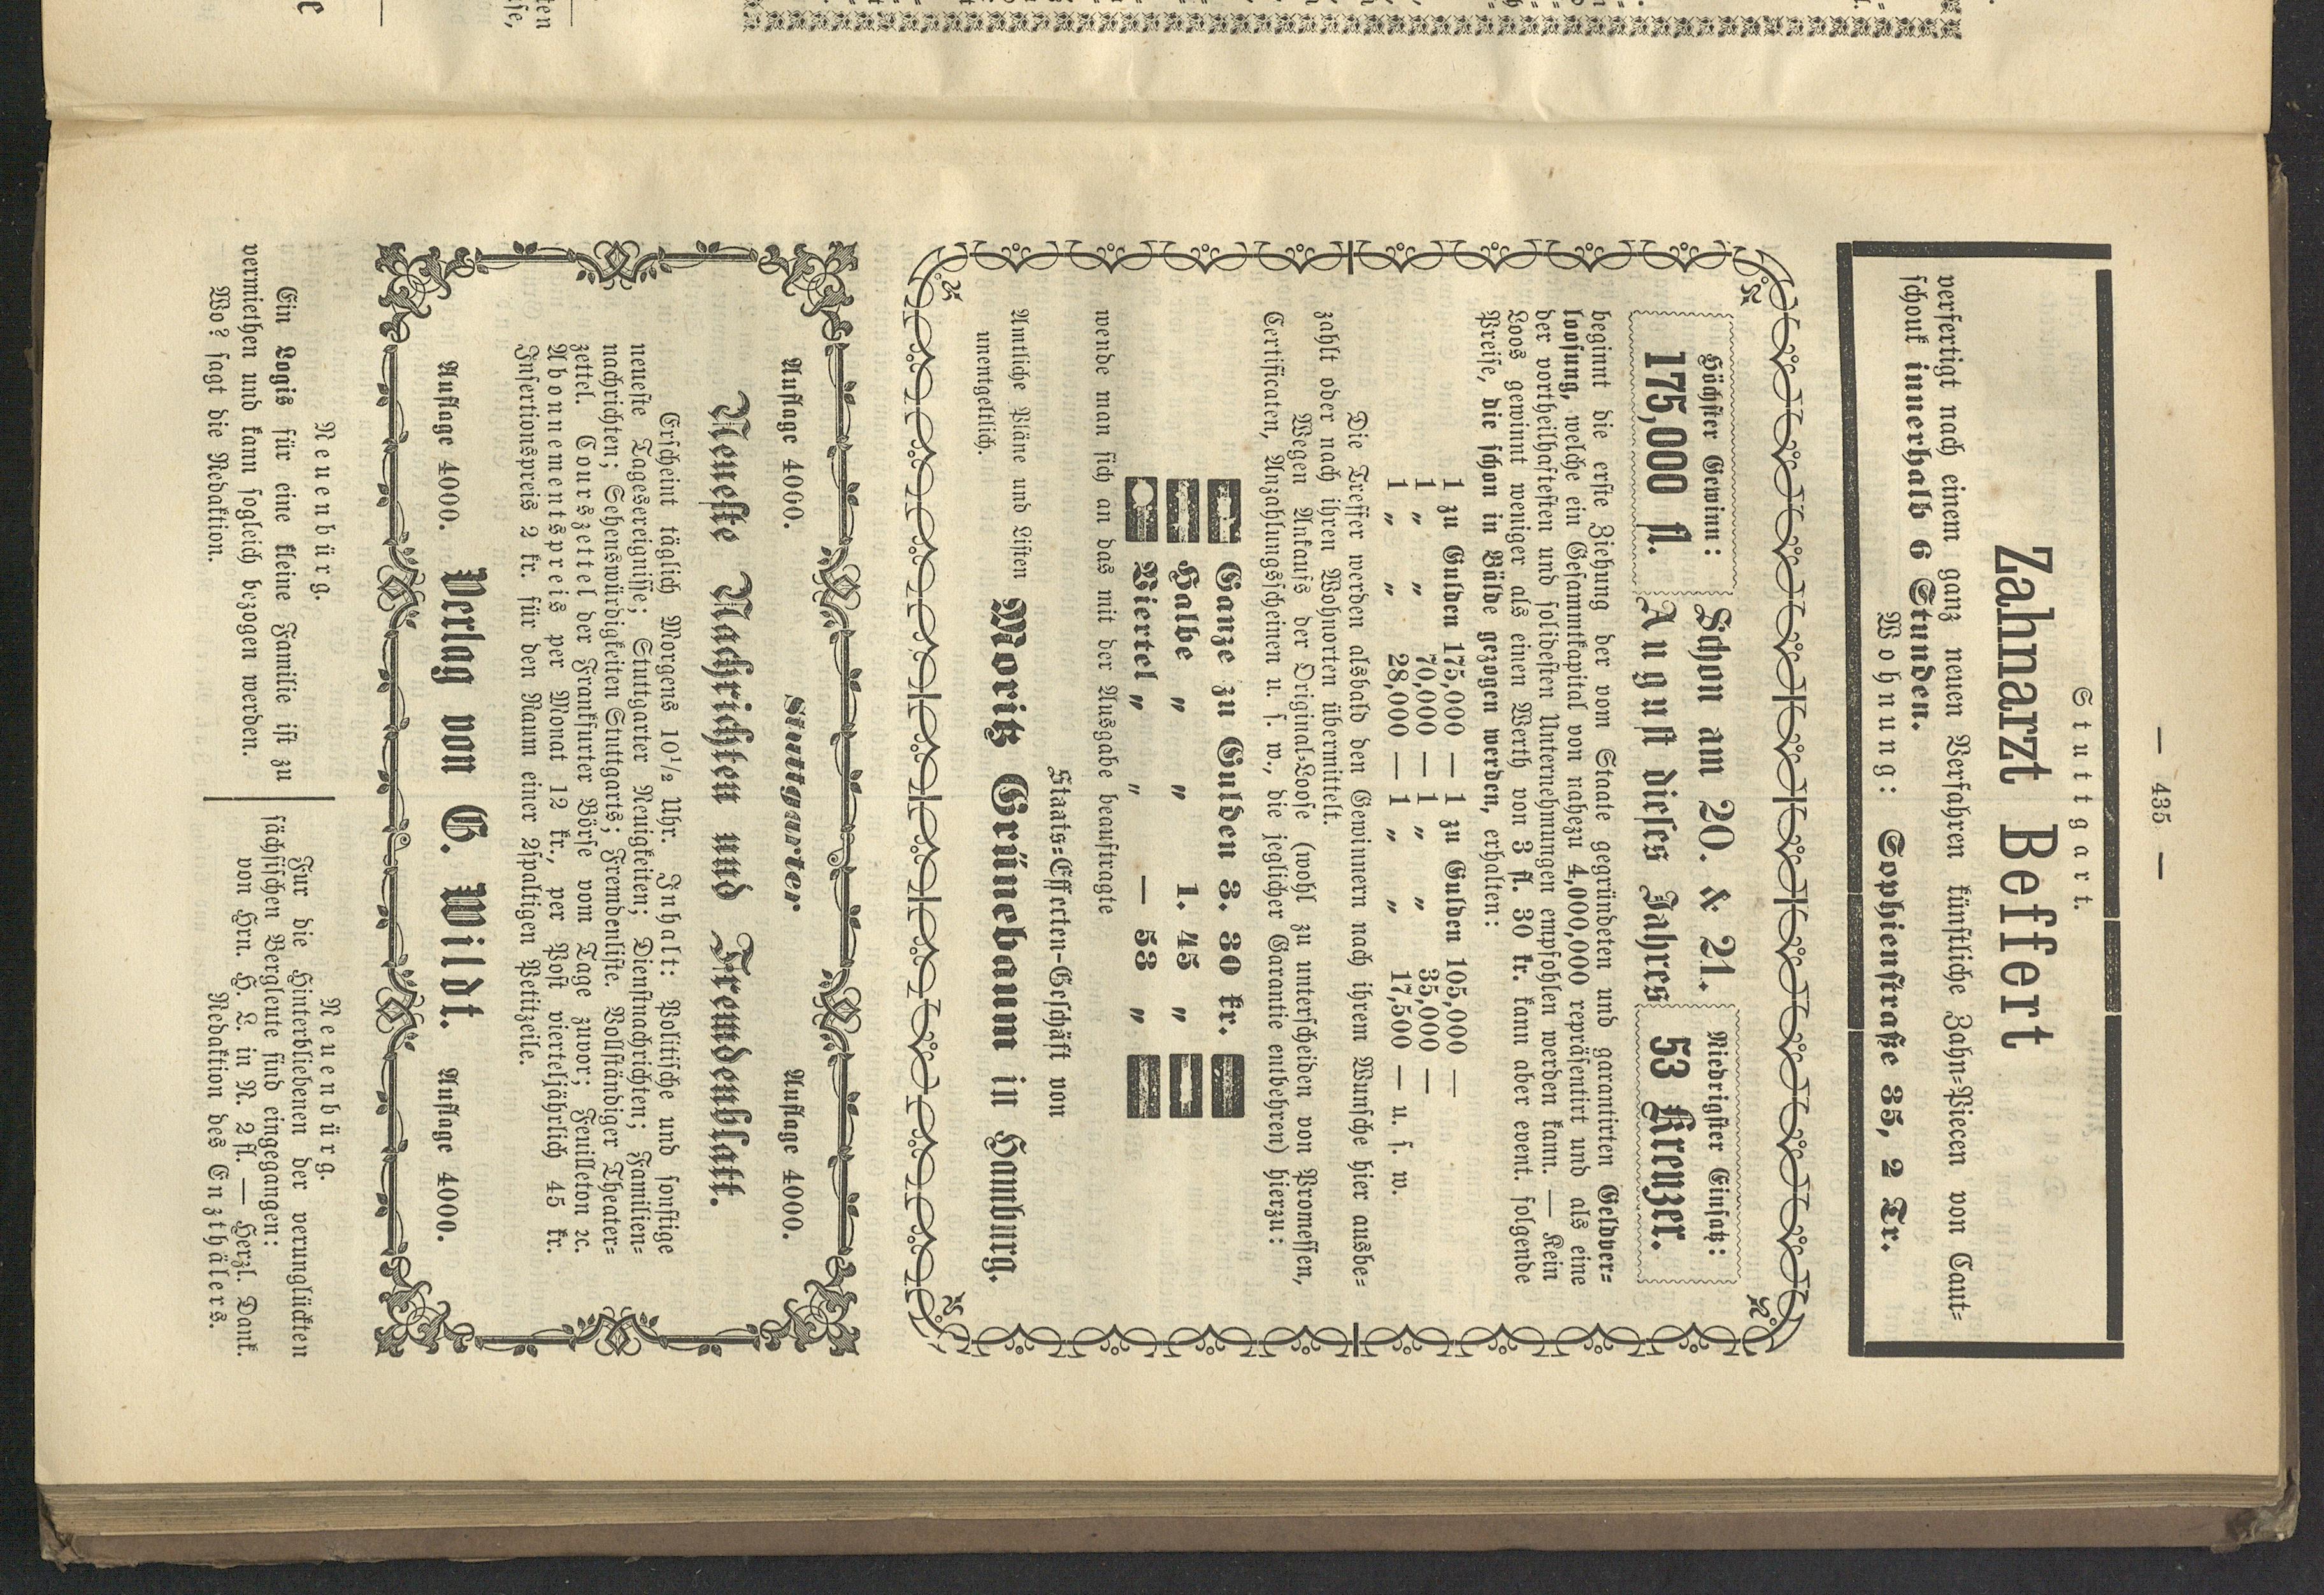 — 435 —
Stuttgart.
Zahnarzt Beffert
verfertigt nach einem ganz neuen Verfahren künstliche Zahn-Piecen von Caut-
schouk innerhalb 6 Stunden.
Wohnung: Sophienstraße 35, 2 Tr.
Höchster Gewinn:
175,000 fl.
Schon am 20. & 21.
August dieses Jahres
Niedrigster Einsatz:
53 Kreuzer.
beginnt die erste Ziehung der vom Staate gegründeten und garantirten Geldver-
loosung, welche ein Gesammtkapital von nahezu 4,000,000 repräsentirt und als eine
der vortheilhaftesten und solidesten Unternehmungen empfohlen werden kann. — Kein
Loos gewinnt weniger als einen Werth von 3 fl. 30 kr. kann aber event. folgende
Preise, die schon in Bälde gezogen werden, erhalten:
1 zu Gulden 175,000 — 1 zu Gulden 105,000 —
1 „ „ 70,000 — 1 „ „ 35,000 —
1 „ „ 28,000 — 1 „ „ 17,500 — u. s. w.
Die Treffer werden alsbald den Gewinnern nach ihrem Wunsche hier ausbe-
zahlt oder nach ihren Wohnorten übermittelt.
Wegen Ankaufs der Original-Loose (wohl zu unterscheiden von Promessen,
Certificaten, Anzahlungsscheinen u. s. w., die jeglicher Garantie entbehren) hierzu:
Ganze zu Gulden 3. 30 kr.
Halbe „ „ 1. 45 „
Viertel „ „ — 53 „
wende man sich an das mit der Ausgabe beauftragte
Staats-Effecten-Geschäft von
Amtliche Pläne und Listen
unentgeltlich.
Moritz Grünebaum in Hamburg.
Auflage 4000.
Stuttgarter
Auflage 4000.
Neueste Nachrichten und Fremdenblatt.
Erscheint täglich Morgens 10½ Uhr. Inhalt: Politische und sonstige
neueste Tagesereignisse; Stuttgarter Neuigkeiten; Dienstnachrichten; Familien-
nachrichten; Sehenswürdigkeiten Stuttgarts; Fremdenliste. Vollständiger Theater-
zettel. Courszettel der Frankfurter Börse vom Tage zuvor; Feuilleton ꝛc.
Abonnementspreis per Monat 12 kr., per Post vierteljährlich 45 kr.
Insertionspreis 2 kr. für den Raum einer 2spaltigen Petitzeile.
Auflage 4000.
Verlag von G. Wildt.
Auflage 4000.
Neuenbürg.
Ein Logis für eine kleine Familie ist zu
vermiethen und kann sogleich bezogen werden.
Wo? sagt die Redaktion.
Neuenbürg.
Für die Hinterbliebenen der verunglückten
sächsischen Bergleute sind eingegangen:
von Hrn. H. L. in N. 2 fl. — Herzl. Dank.
Redaktion des Enzthälers.